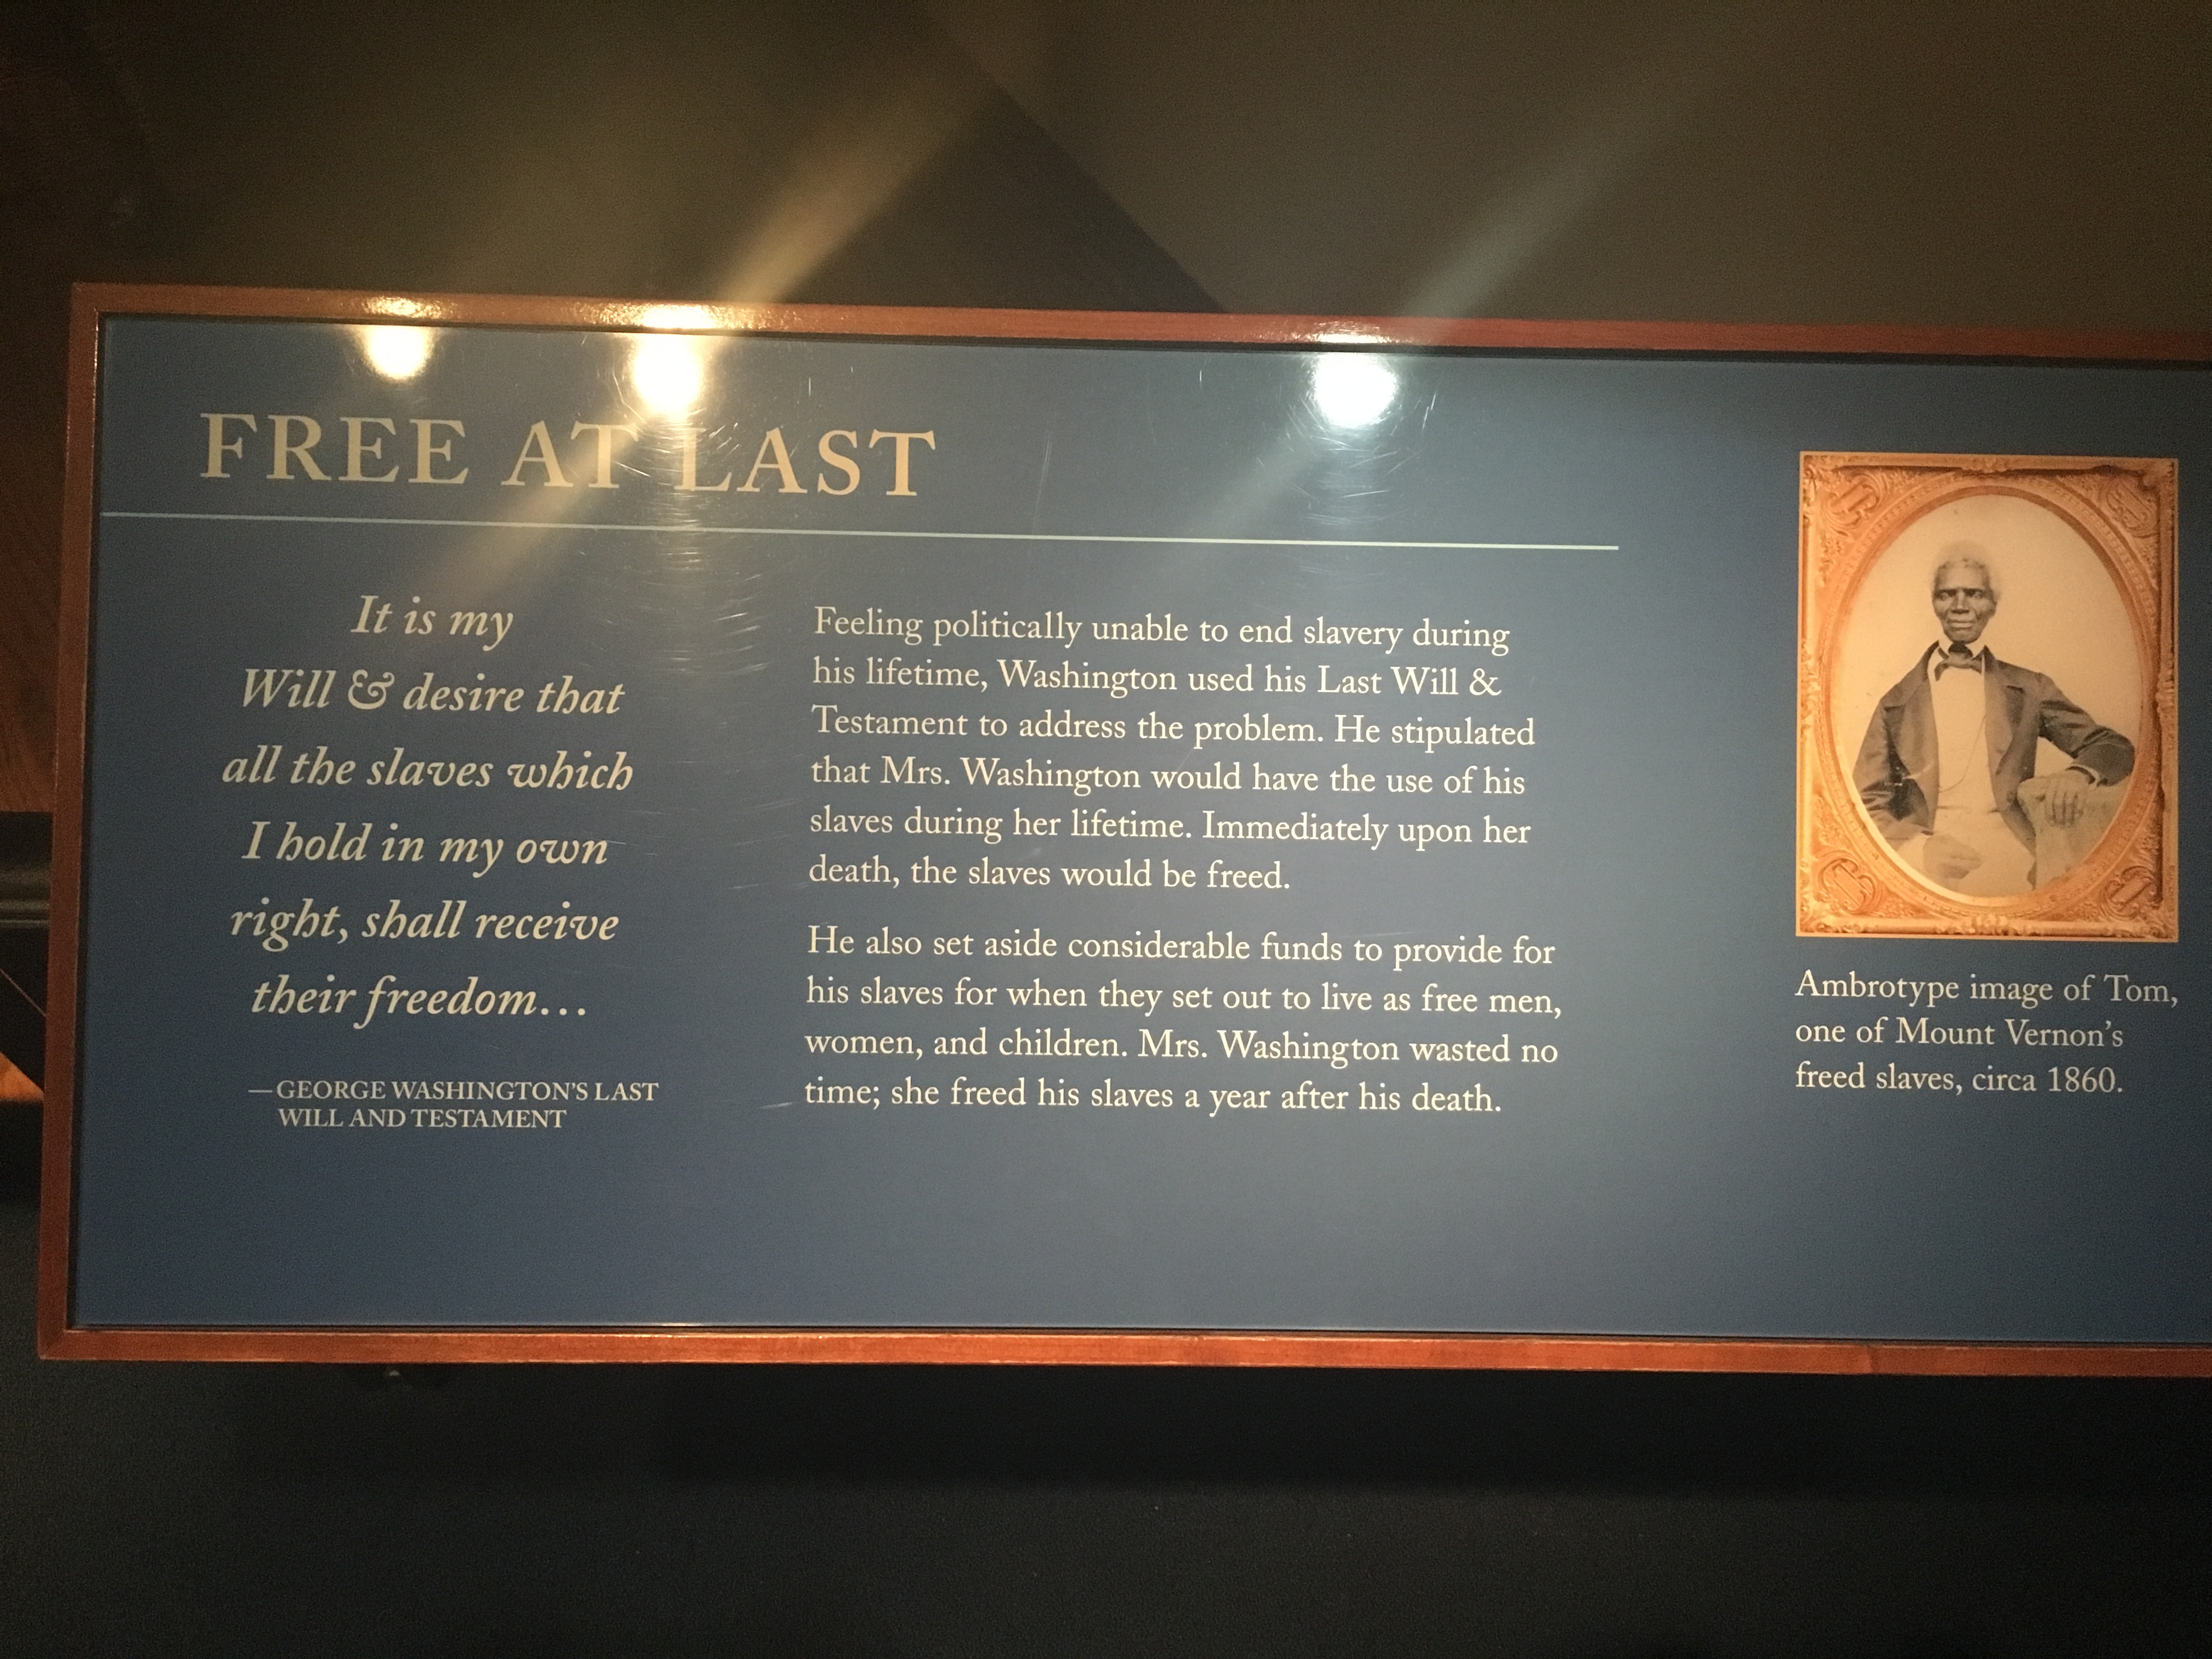 FREE AT LAST
It is my
Will & desire that
all the slaves which
I hold in my own
right, shall receive
their freedom...
—GEORGE WASHINGTON'S LAST
WILL AND TESTAMENT
Feeling politically unable to end slavery during
his lifetime, Washington used his Last Will &
Testament to address the problem. He stipulated
that Mrs. Washington would have the use of his
slaves during her lifetime. Immediately upon her
death, the slaves would be freed.
He also set aside considerable funds to provide for
his slaves for when they set out to live as free men,
women, and children. Mrs. Washington wasted no
time; she freed his slaves a year after his death.
Ambrotype image of Tom,
one of Mount Vernon's
freed slaves, circa 1860.